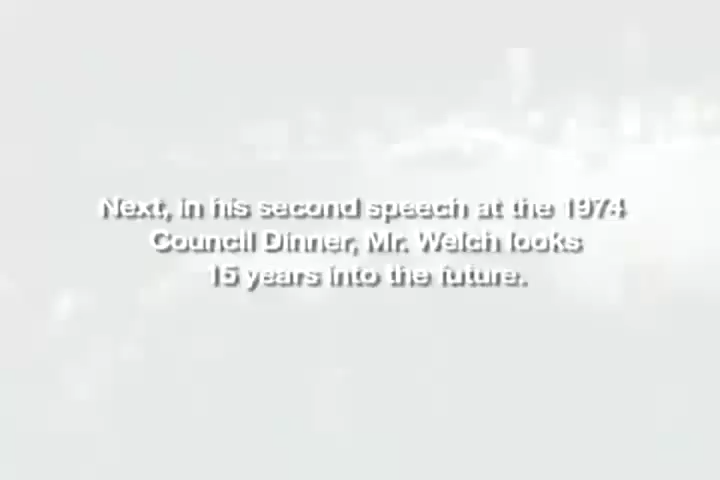 Next, in his second speech at the 1974
Council Dinner, Mr. Welch looks
15 years into the future.